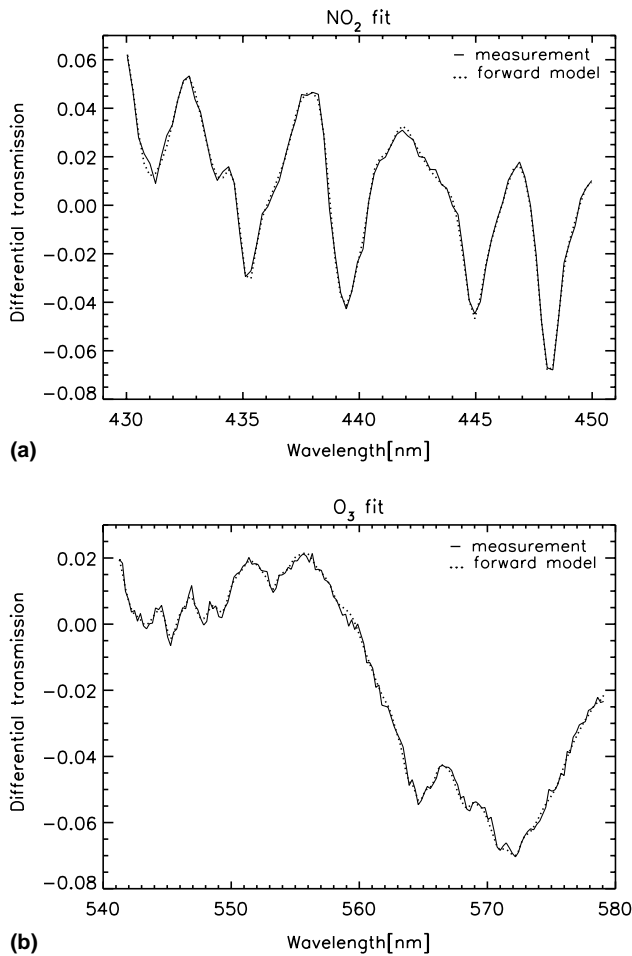 NO2 fit
— measurement
... forward model
0.06
0.04
0.02
0.00
−0.02
−0.04
−0.06
−0.08
Differential transmission
430 435 440 445 450
Wavelength[nm]
(a)
O3 fit
— measurement
... forward model
0.02
0.00
−0.02
−0.04
−0.06
−0.08
Differential transmission
540 550 560 570 580
Wavelength[nm]
(b)